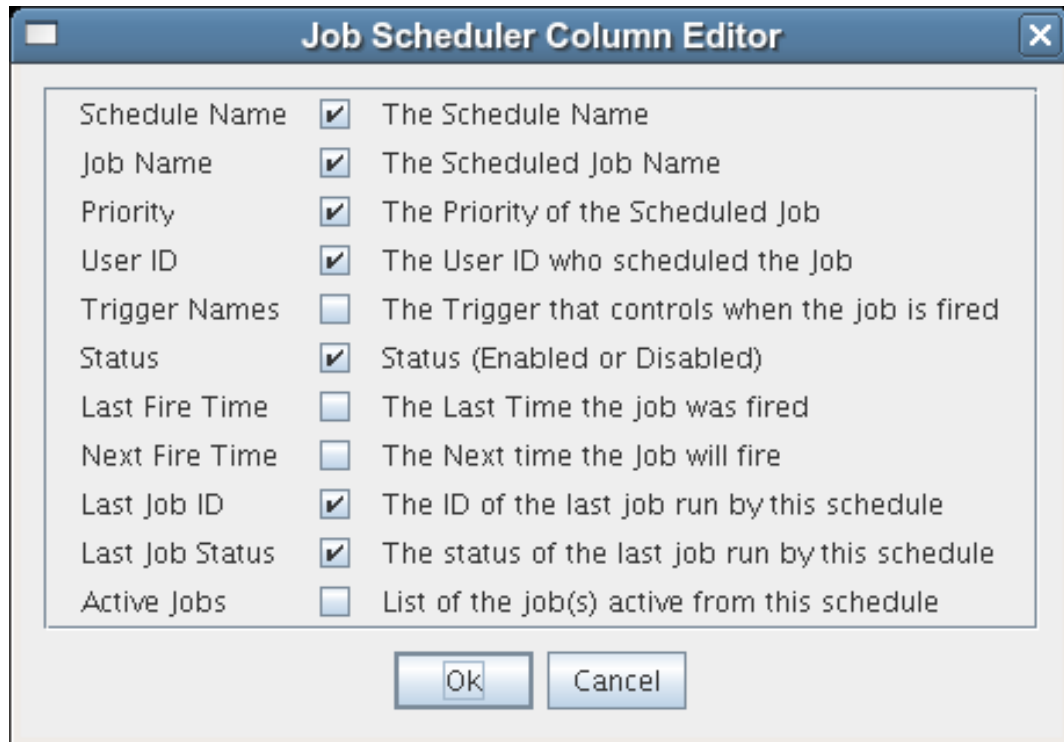 Job Scheduler Column Editor
Schedule Name The Schedule Name
Job Name The Scheduled Job Name
Priority The Priority of the Scheduled Job
User ID The User ID who scheduled the Job
Trigger Names The Trigger that controls when the job is fired
Status Status (Enabled or Disabled)
Last Fire Time The Last Time the job was fired
Next Fire Time The Next time the Job will fire
Last Job ID The ID of the last job run by this schedule
Last Job Status The status of the last job run by this schedule
Active Jobs List of the job(s) active from this schedule
Ok Cancel